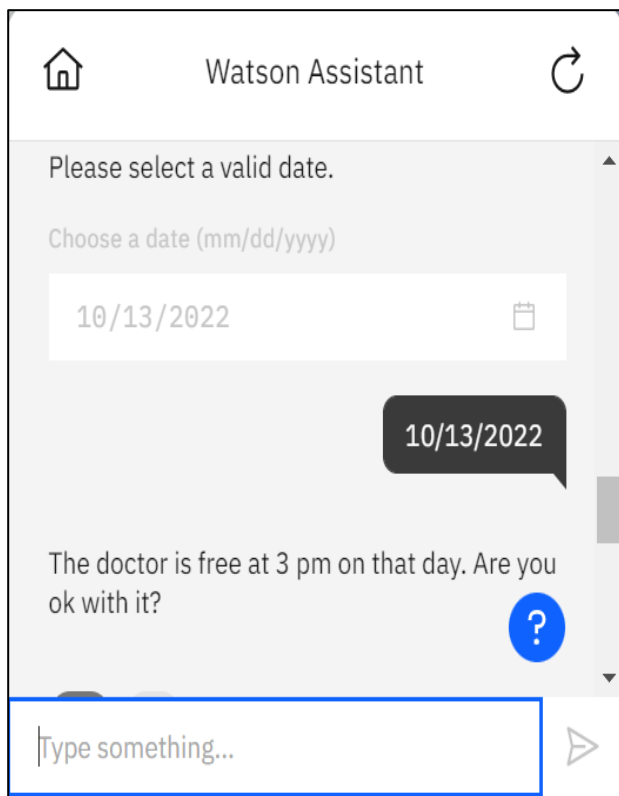 Watson Assistant
Please select a valid date.
Choose a date (mm/dd/yyyy)
10/13/2022
10/13/2022
The doctor is free at 3 pm on that day. Are you
ok with it?
?
Type something...